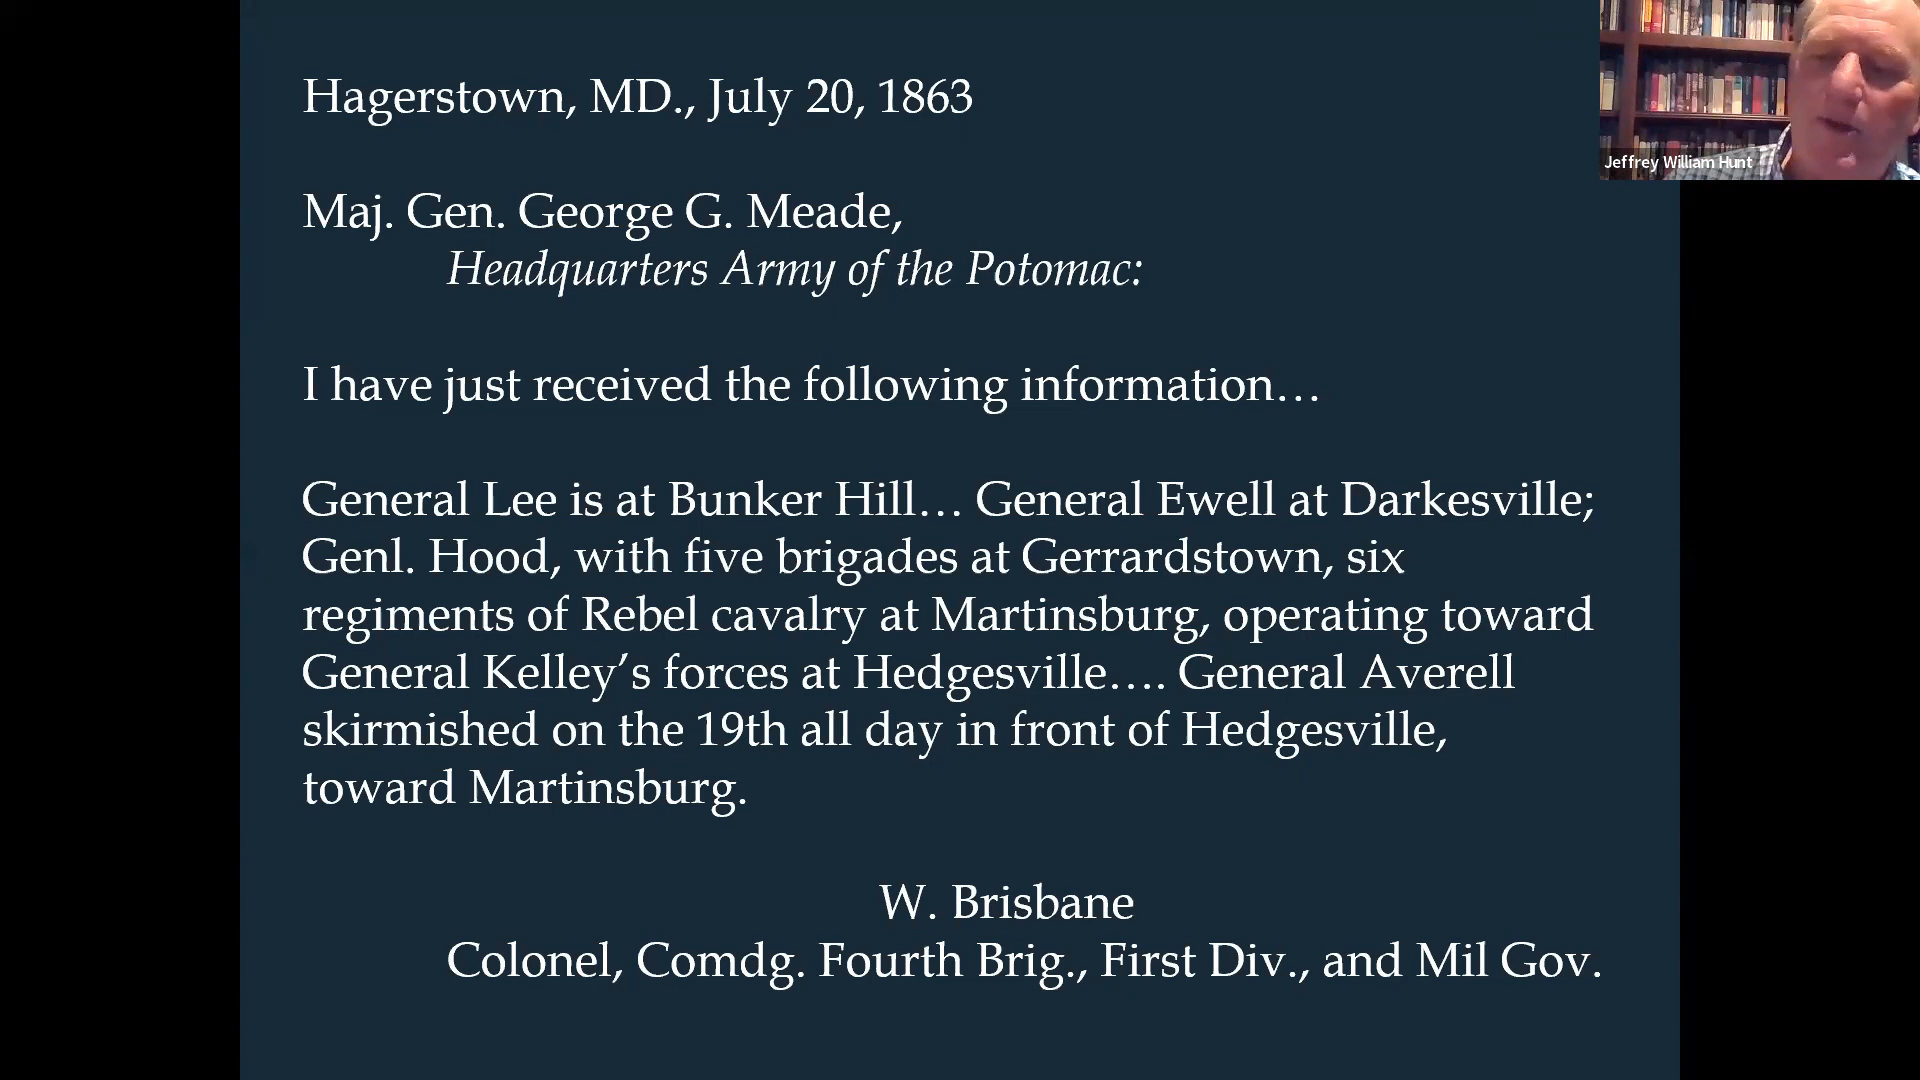 Hagerstown, MD., July 20, 1863
Maj. Gen. George G. Meade,
Headquarters Army of the Potomac:
I have just received the following information…
General Lee is at Bunker Hill… General Ewell at Darkesville;
Genl. Hood, with five brigades at Gerrardstown, six
regiments of Rebel cavalry at Martinsburg, operating toward
General Kelley’s forces at Hedgesville…. General Averell
skirmished on the 19th all day in front of Hedgesville,
toward Martinsburg.
W. Brisbane
Colonel, Comdg. Fourth Brig., First Div., and Mil Gov.
Jeffrey William Hunt